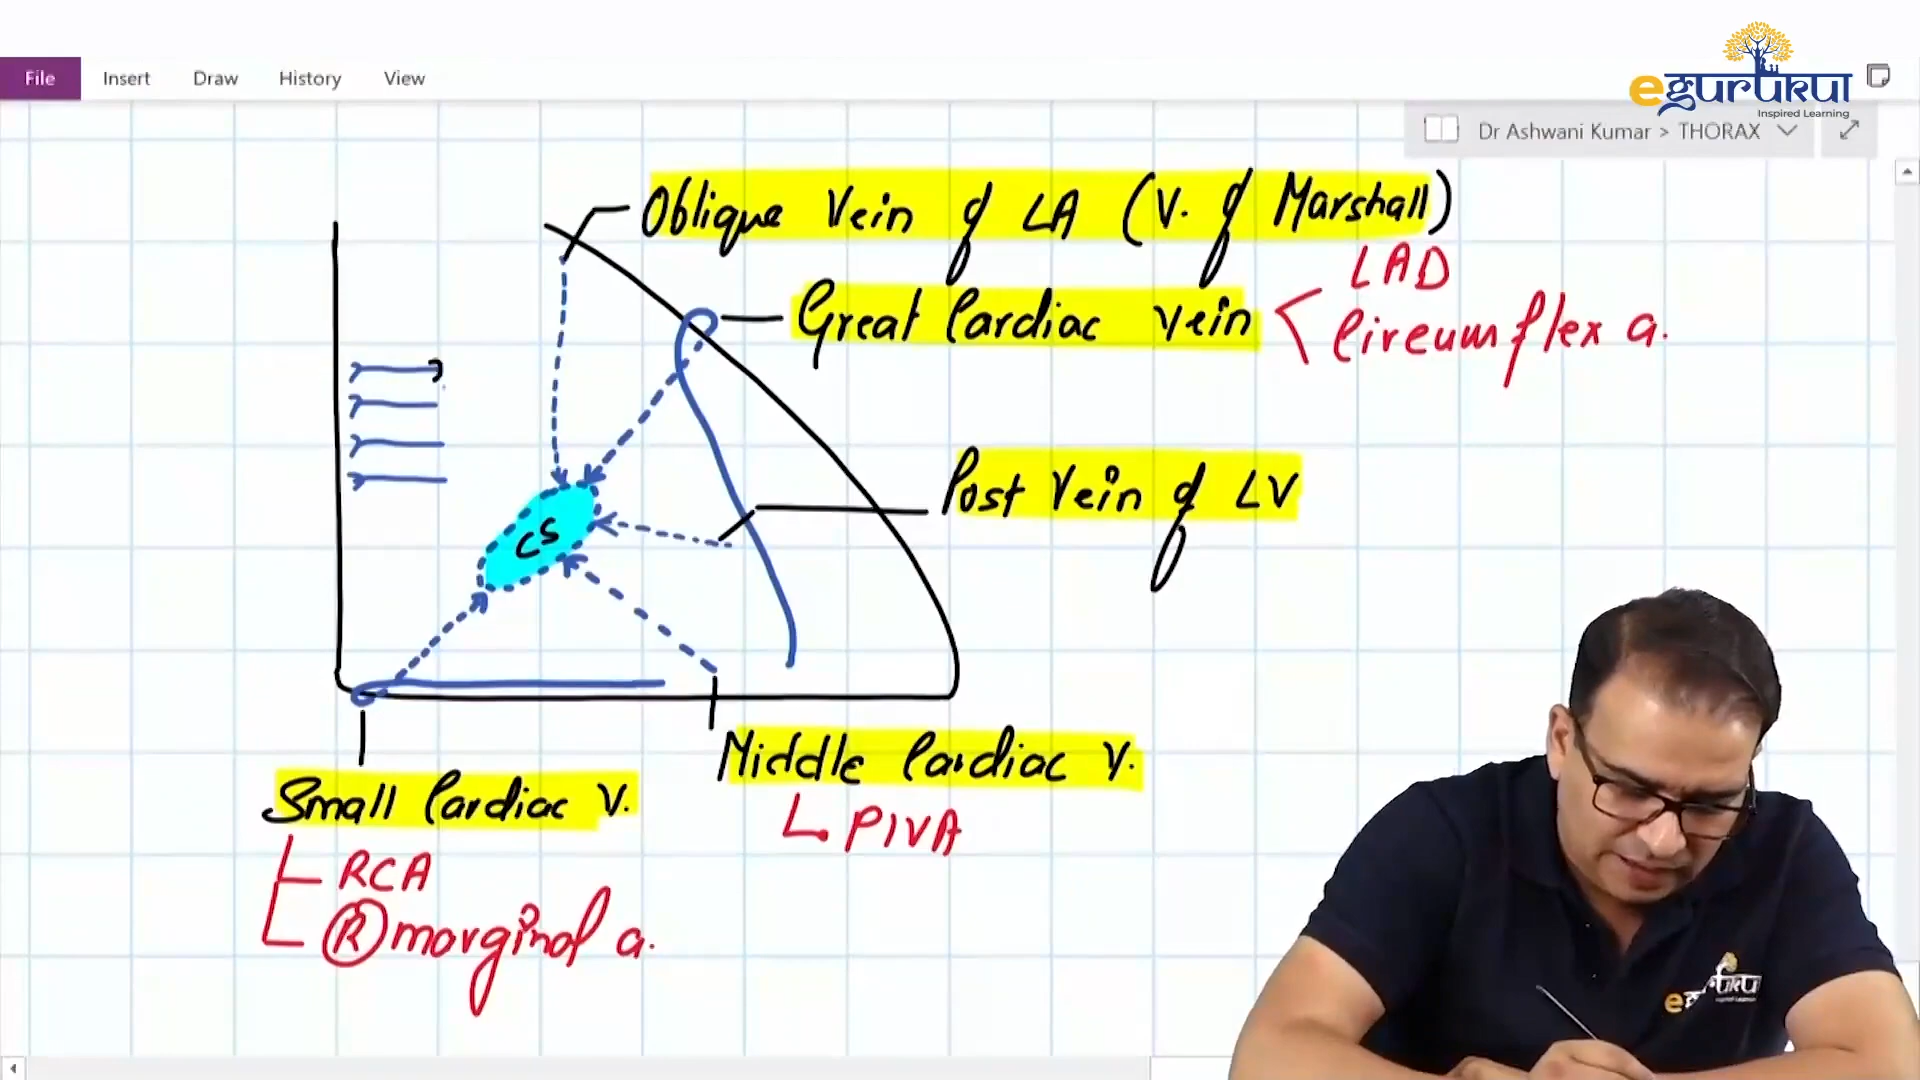 egurukul
Inspired Learning
File Insert Draw History View
Dr Ashwani Kumar > THORAX
Oblique Vein of LA (V. of Marshall)
LAD
Great Cardiac Vein
Circumflex a.
Post Vein of LV
CS
Middle Cardiac V.
PIVA
Small Cardiac V.
RCA
R marginal a.